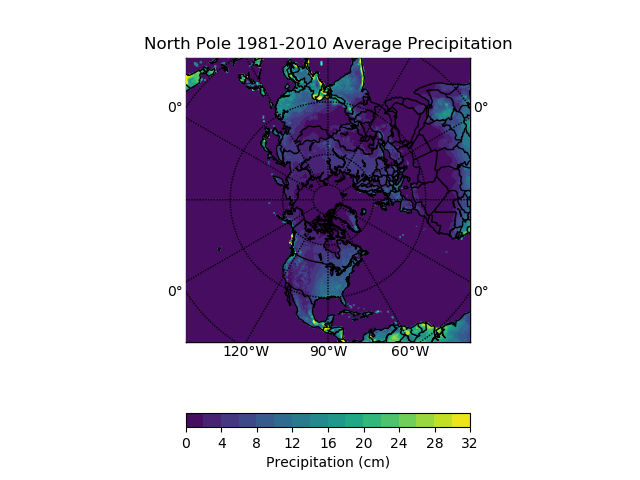 North Pole 1981-2010 Average Precipitation
0° 0°
0° 0°
120°W 90°W 60°W
0 4 8 12 16 20 24 28 32
Precipitation (cm)